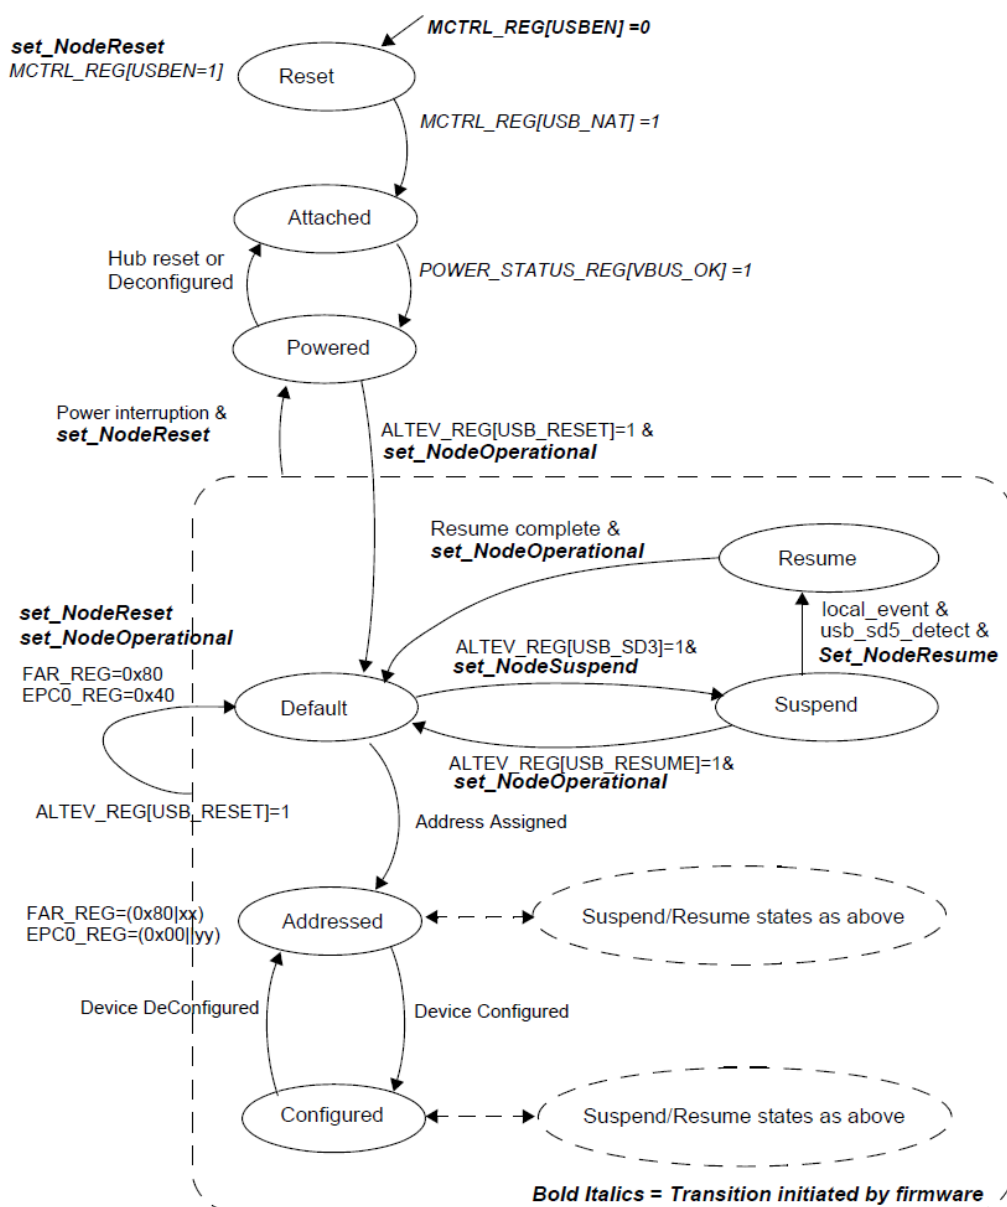 MCTRL_REG[USBEN] =0
set_NodeReset
MCTRL_REG[USBEN=1]
Reset
MCTRL_REG[USB_NAT] =1
Attached
Hub reset or
Deconfigured
POWER_STATUS_REG[VBUS_OK] =1
Powered
Power interruption &
set_NodeReset
ALTEV_REG[USB_RESET]=1 &
set_NodeOperational
Resume complete &
set_NodeOperational
Resume
local_event &
usb_sd5_detect &
Set_NodeResume
set_NodeReset
set_NodeOperational
FAR_REG=0x80
EPC0_REG=0x40
ALTEV_REG[USB_SD3]=1&
set_NodeSuspend
Default
Suspend
ALTEV_REG[USB_RESUME]=1&
set_NodeOperational
ALTEV_REG[USB_RESET]=1
Address Assigned
FAR_REG=(0x80|xx)
EPC0_REG=(0x00||yy)
Addressed
Suspend/Resume states as above
Device DeConfigured
Device Configured
Configured
Suspend/Resume states as above
Bold Italics = Transition initiated by firmware